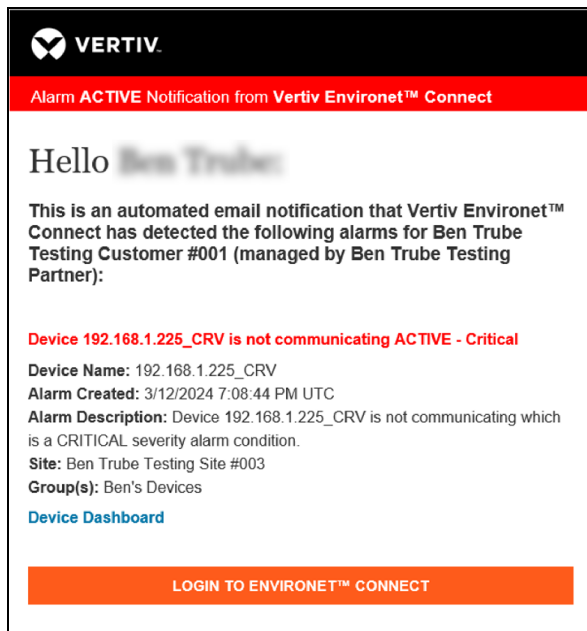 VERTIV™
Alarm ACTIVE Notification from Vertiv Environet™ Connect
Hello Ben Trube:
This is an automated email notification that Vertiv Environet™
Connect has detected the following alarms for Ben Trube
Testing Customer #001 (managed by Ben Trube Testing
Partner):
Device 192.168.1.225_CRV is not communicating ACTIVE - Critical
Device Name: 192.168.1.225_CRV
Alarm Created: 3/12/2024 7:08:44 PM UTC
Alarm Description: Device 192.168.1.225_CRV is not communicating which
is a CRITICAL severity alarm condition.
Site: Ben Trube Testing Site #003
Group(s): Ben's Devices
Device Dashboard
LOGIN TO ENVIRONET™ CONNECT